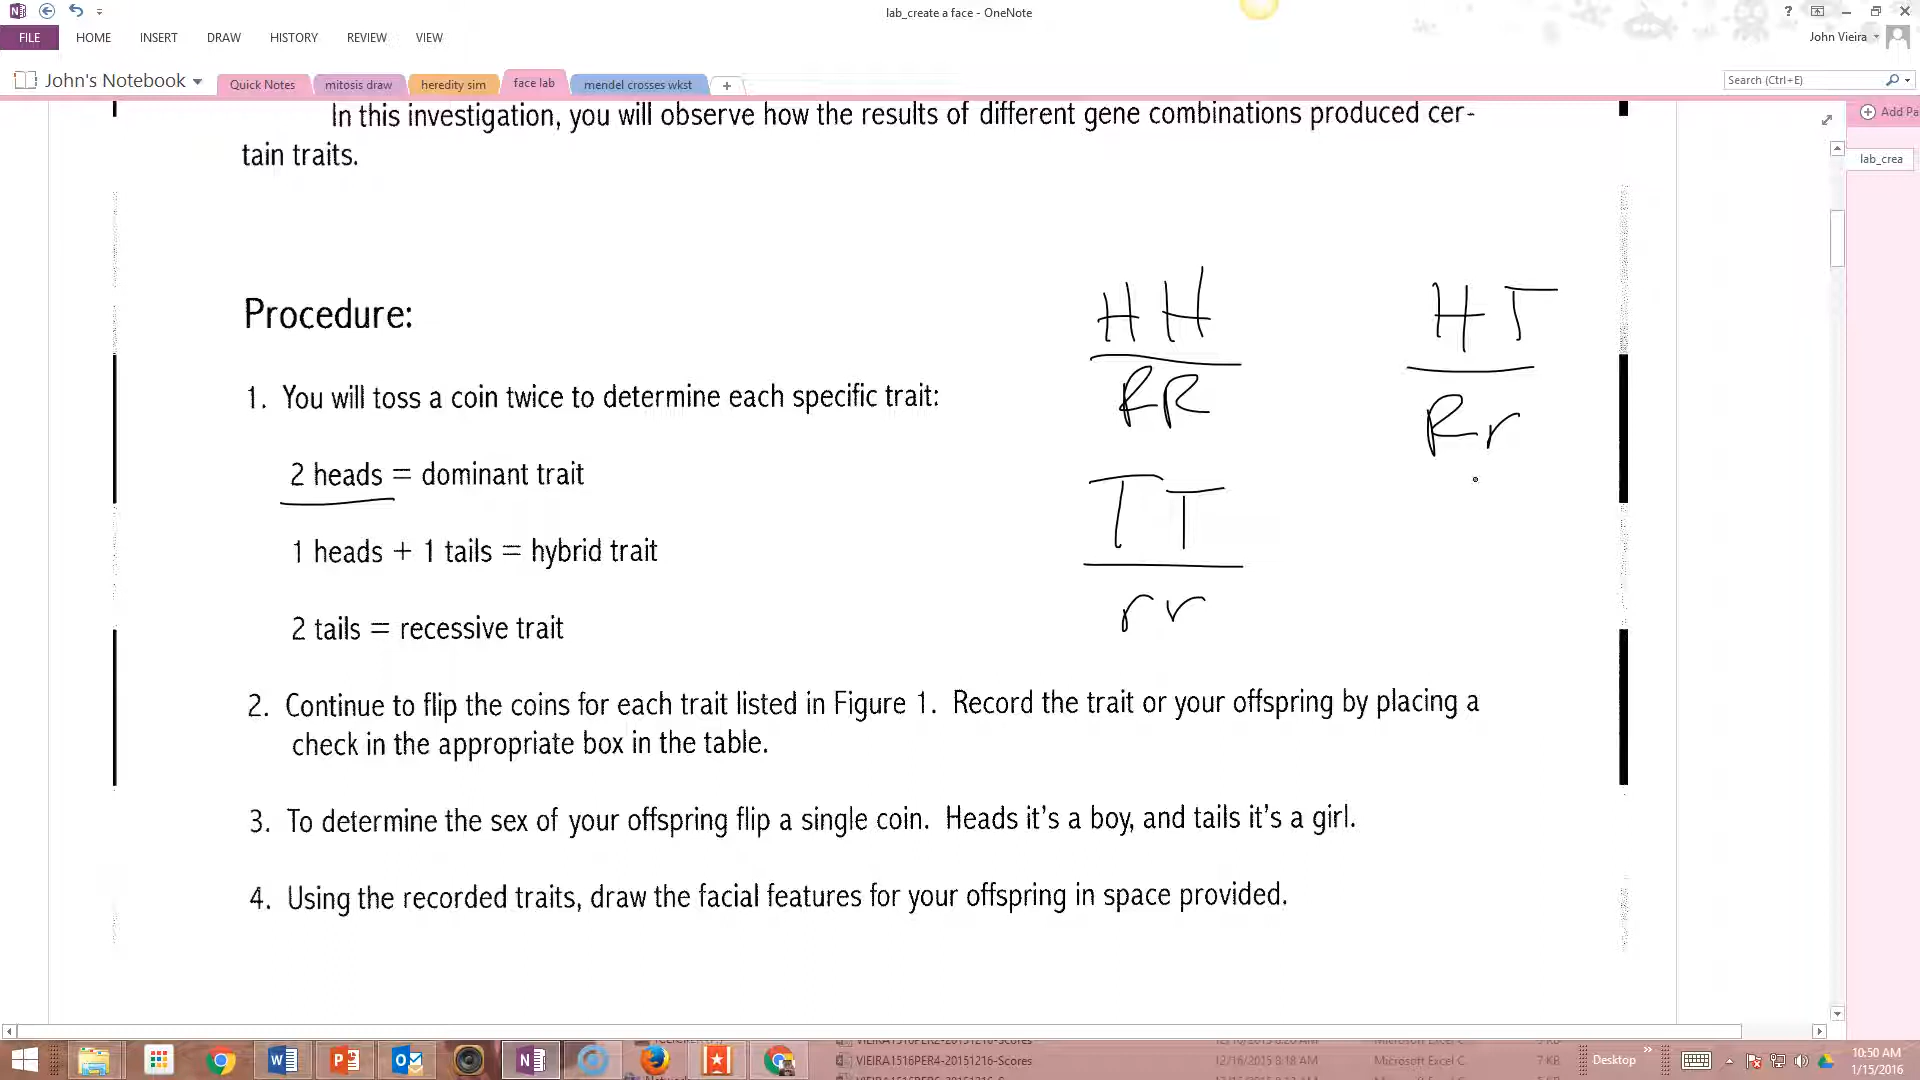 lab_create a face - OneNote
?
FILE
HOME
INSERT
DRAW
HISTORY
REVIEW
VIEW
John Vieira
John's Notebook
Quick Notes
mitosis draw
heredity sim
face lab
mendel crosses wkst
Search (Ctrl+E)
Add Pa
lab_crea
In this investigation, you will observe how the results of different gene combinations produced cer-
tain traits.
Procedure:
1. You will toss a coin twice to determine each specific trait:
2 heads = dominant trait
1 heads + 1 tails = hybrid trait
2 tails = recessive trait
HH
RR
HT
Rr
TT
rr
2. Continue to flip the coins for each trait listed in Figure 1. Record the trait or your offspring by placing a
check in the appropriate box in the table.
3. To determine the sex of your offspring flip a single coin. Heads it's a boy, and tails it's a girl.
4. Using the recorded traits, draw the facial features for your offspring in space provided.
VIEIRA1516PER4-20151216-Scores
12/16/2015 8:18 AM
Microsoft Excel C...
7 KB
Desktop
10:50 AM
1/15/2016